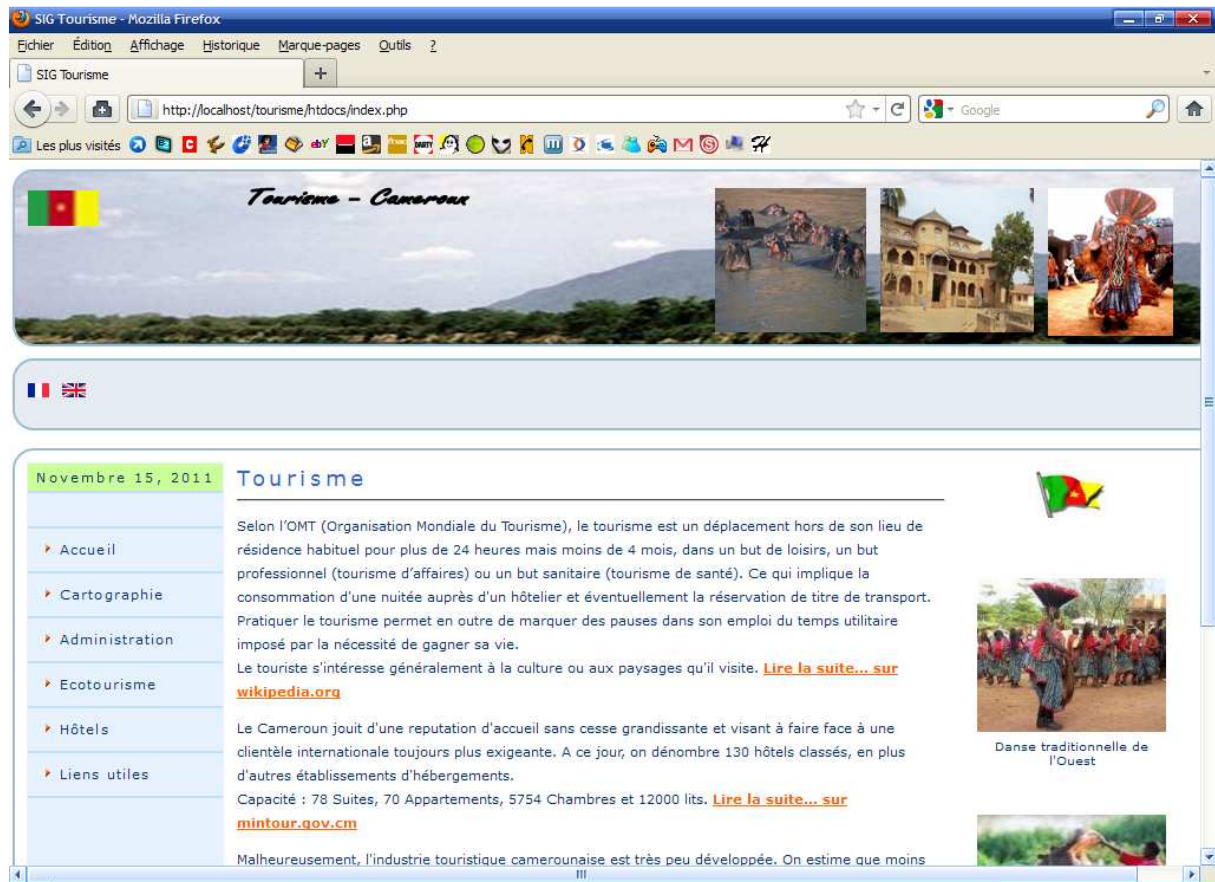 SIG Tourisme - Mozilla Firefox
Fichier Édition Affichage Historique Marque-pages Outils ?
SIG Tourisme
http://localhost/tourisme/htdocs/index.php
Google
Les plus visités
Tourisme - Cameroun
Novembre 15, 2011
Accueil
Cartographie
Administration
Ecotourisme
Hôtels
Liens utiles
Tourisme
Selon l'OMT (Organisation Mondiale du Tourisme), le tourisme est un déplacement hors de son lieu de
résidence habituel pour plus de 24 heures mais moins de 4 mois, dans un but de loisirs, un but
professionnel (tourisme d'affaires) ou un but sanitaire (tourisme de santé). Ce qui implique la
consommation d'une nuitée auprès d'un hôtelier et éventuellement la réservation de titre de transport.
Pratiquer le tourisme permet en outre de marquer des pauses dans son emploi du temps utilitaire
imposé par la nécessité de gagner sa vie.
Le touriste s'intéresse généralement à la culture ou aux paysages qu'il visite. Lire la suite... sur
wikipedia.org
Le Cameroun jouit d'une reputation d'accueil sans cesse grandissante et visant à faire face à une
clientèle internationale toujours plus exigeante. A ce jour, on dénombre 130 hôtels classés, en plus
d'autres établissements d'hébergements.
Capacité : 78 Suites, 70 Appartements, 5754 Chambres et 12000 lits. Lire la suite... sur
mintour.gov.cm
Malheureusement, l'industrie touristique camerounaise est très peu développée. On estime que moins
Danse traditionnelle de
l'Ouest